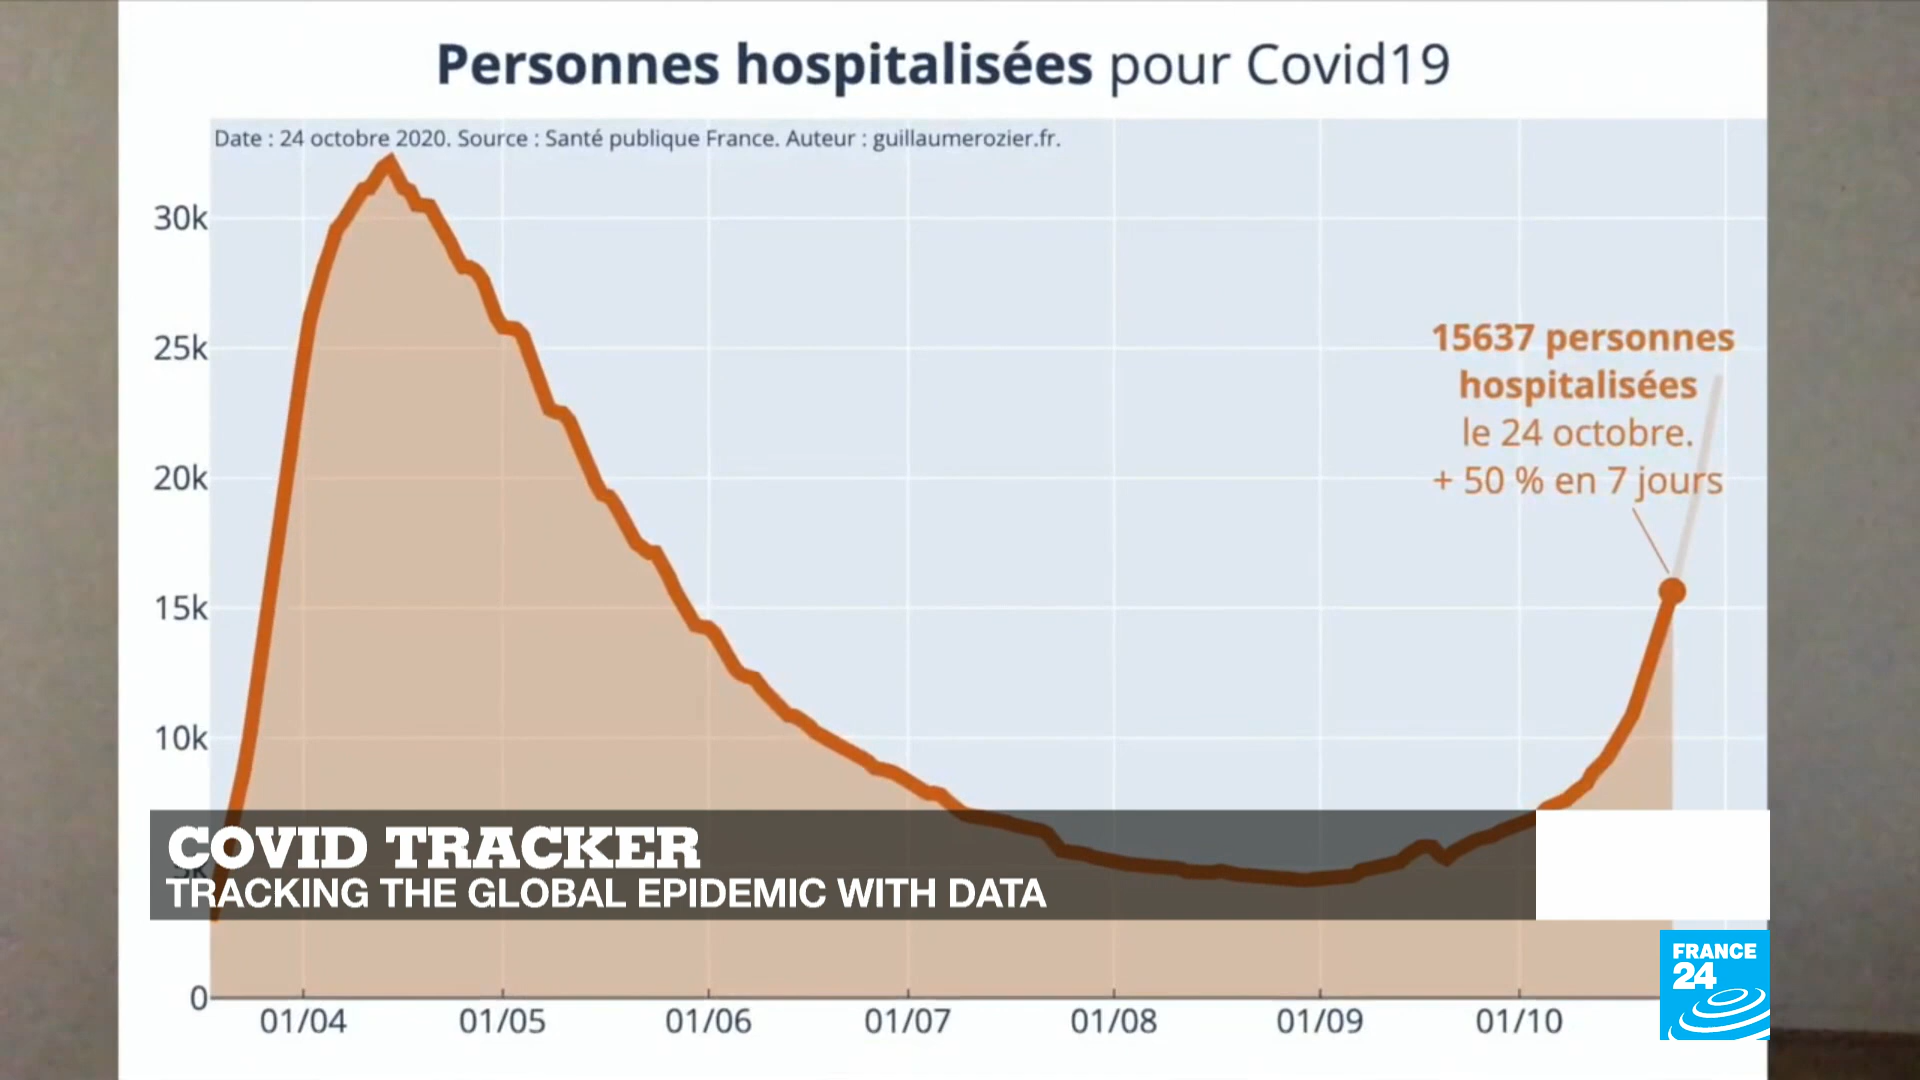 Personnes hospitalisées pour Covid19
Date : 24 octobre 2020. Source : Santé publique France. Auteur : guillaumerozier.fr.
30k
25k
20k
15k
10k
5k
0
15637 personnes
hospitalisées
le 24 octobre.
+ 50 % en 7 jours
COVID TRACKER
TRACKING THE GLOBAL EPIDEMIC WITH DATA
FRANCE
24
01/04 01/05 01/06 01/07 01/08 01/09 01/10